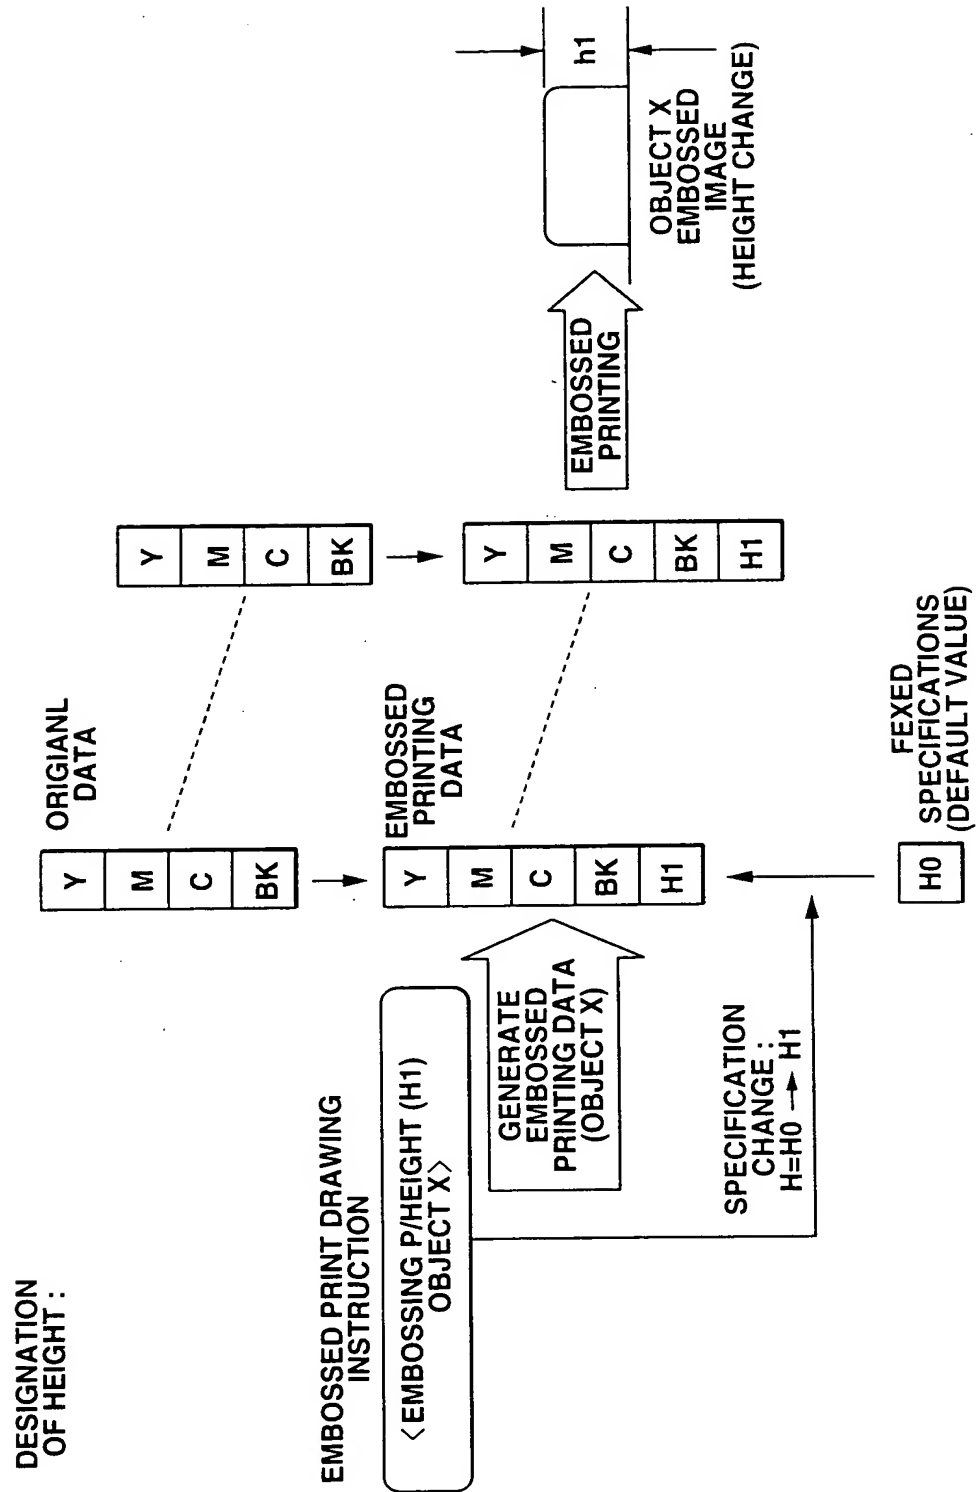 DESIGNATION
OF HEIGHT :
EMBOSSED PRINT DRAWING
INSTRUCTION
<EMBOSSING P/HEIGHT (H1)
OBJECT X>
GENERATE
EMBOSSED
PRINTING DATA
(OBJECT X)
SPECIFICATION
CHANGE :
H=H0 → H1
ORIGIANL
DATA
Y
M
C
BK
Y
M
C
BK
EMBOSSED
PRINTING
DATA
Y
M
C
BK
H1
Y
M
C
BK
H1
H0
FEXED
SPECIFICATIONS
(DEFAULT VALUE)
EMBOSSED
PRINTING
h1
OBJECT X
EMBOSSED
IMAGE
(HEIGHT CHANGE)